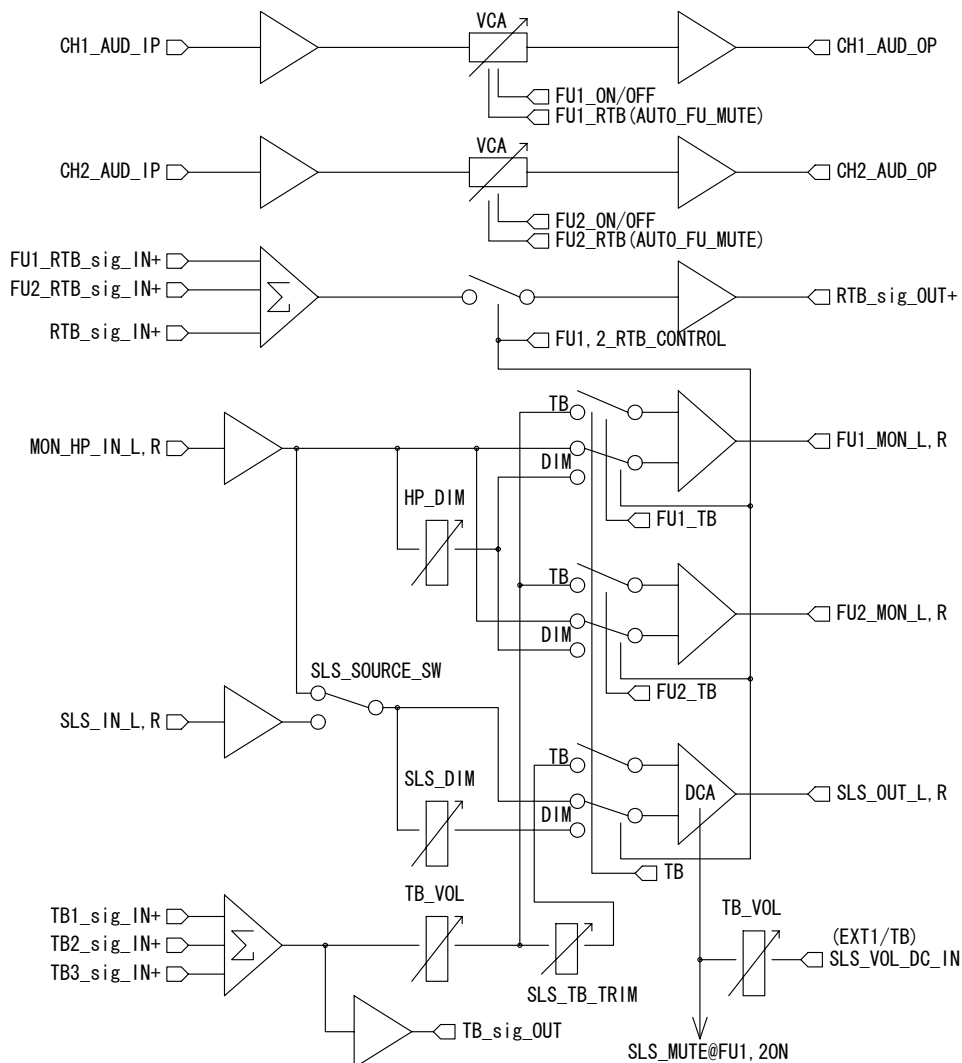 VCA
CH1_AUD_IP
CH1_AUD_OP
FU1_ON/OFF
FU1_RTB(AUTO_FU_MUTE)
VCA
CH2_AUD_IP
CH2_AUD_OP
FU2_ON/OFF
FU2_RTB(AUTO_FU_MUTE)
FU1_RTB_sig_IN+
FU2_RTB_sig_IN+
Σ
RTB_sig_OUT+
RTB_sig_IN+
FU1,2_RTB_CONTROL
TB
MON_HP_IN_L,R
FU1_MON_L,R
DIM
HP_DIM
FU1_TB
TB
FU2_MON_L,R
DIM
SLS_SOURCE_SW
FU2_TB
SLS_IN_L,R
TB
SLS_DIM
DCA
SLS_OUT_L,R
DIM
TB
TB_VOL
TB_VOL
TB1_sig_IN+
TB2_sig_IN+
Σ
(EXT1/TB)
SLS_VOL_DC_IN
TB3_sig_IN+
SLS_TB_TRIM
TB_sig_OUT
SLS_MUTE@FU1,2ON